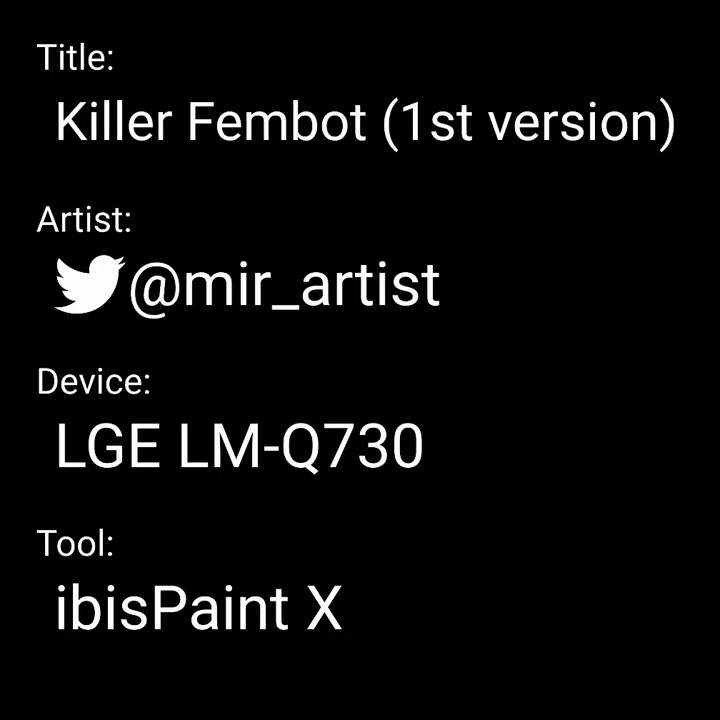 Title:
Killer Fembot (1st version)
Artist:
@mir_artist
Device:
LGE LM-Q730
Tool:
ibisPaint X